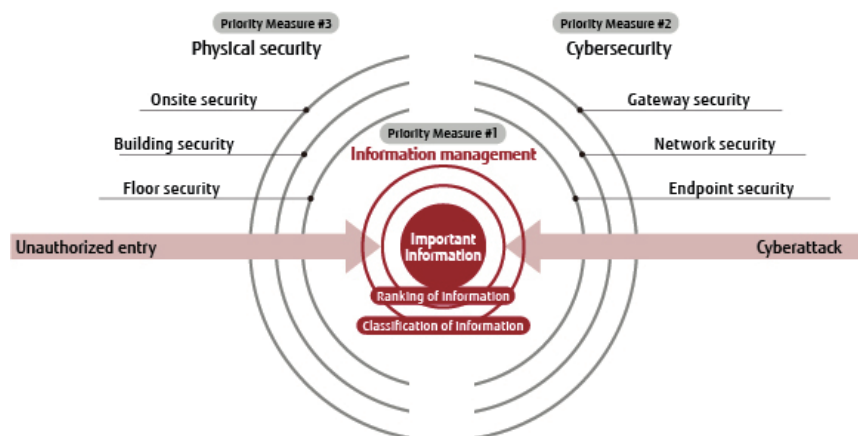 Priority Measure #3
Physical security
Priority Measure #2
Cybersecurity
Onsite security
Building security
Floor security
Gateway security
Network security
Endpoint security
Priority Measure #1
Information management
Unauthorized entry
Important
information
Cyberattack
Ranking of information
Classification of information